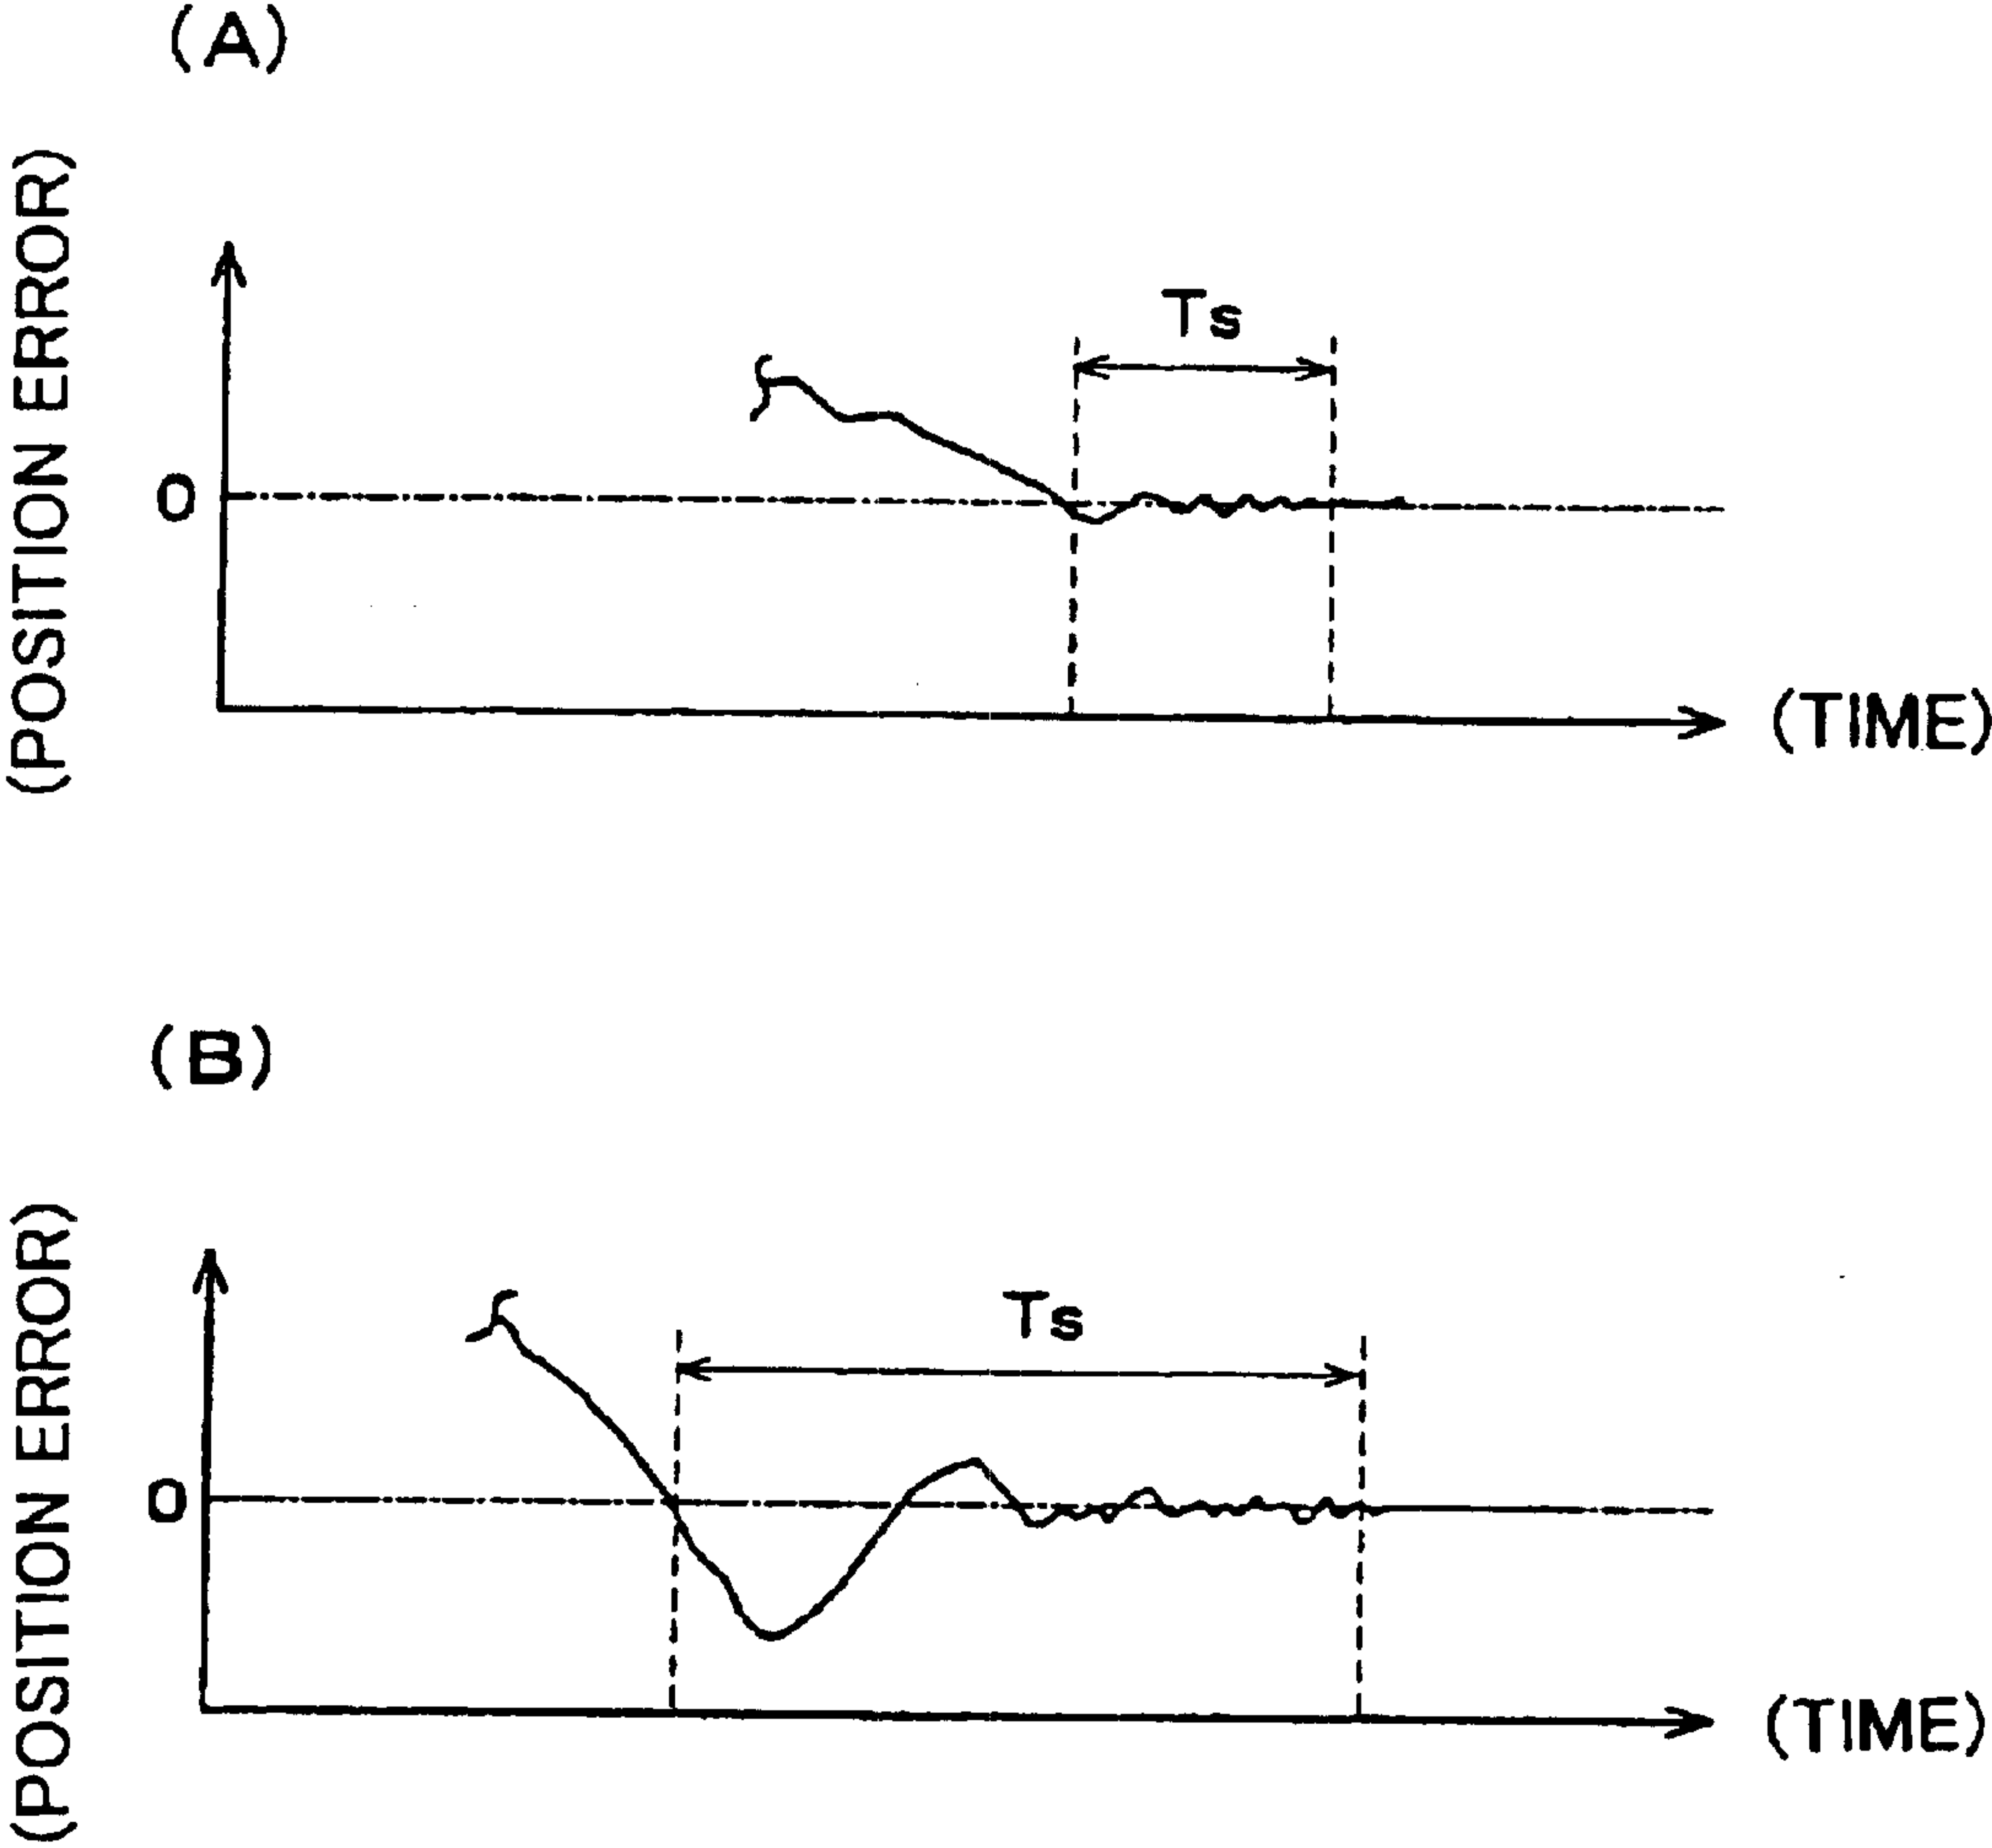 (A)
(POSITION ERROR)
Ts
0
(TIME)
(B)
(POSITION ERROR)
Ts
0
(TIME)